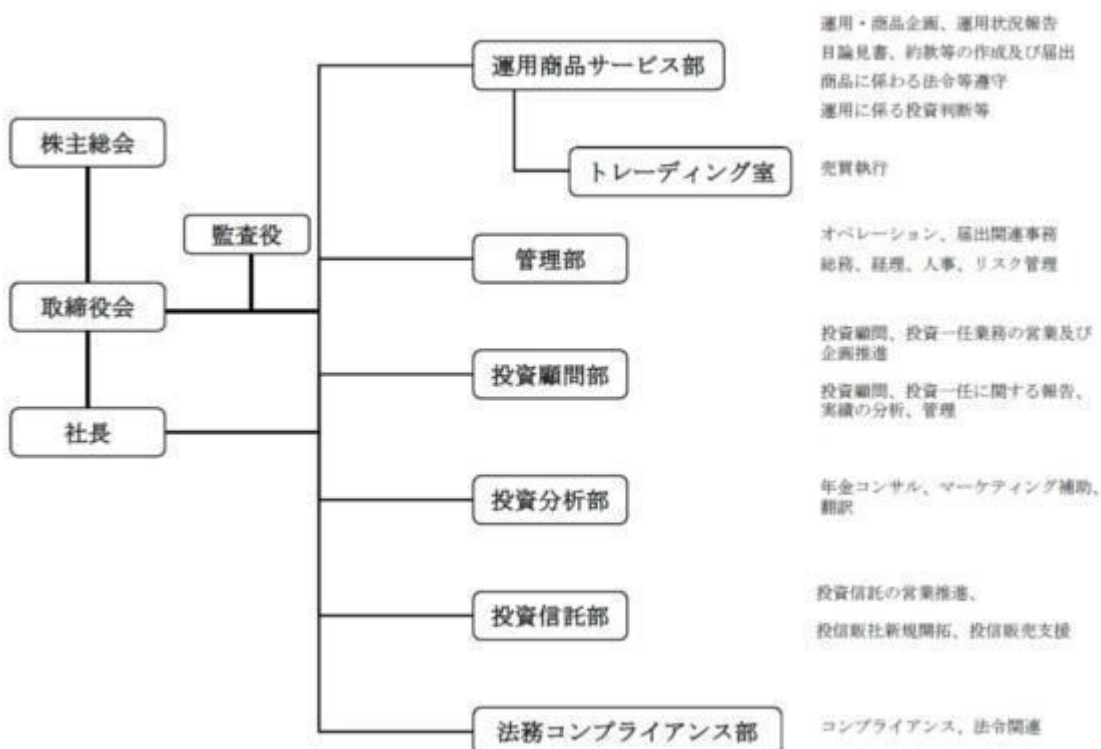 株主総会
取締役会
監査役
社長
運用商品サービス部
運用・商品企画、運用状況報告
目論見書、約款等の作成及び届出
商品に係わる法令等遵守
運用に係る投資判断等
トレーディング室
売買執行
管理部
オペレーション、届出関連事務
総務、経理、人事、リスク管理
投資顧問部
投資顧問、投資一任業務の営業及び
企画推進
投資顧問、投資一任に関する報告、
実績の分析、管理
投資分析部
年金コンサル、マーケティング補助、
翻訳
投資信託部
投資信託の営業推進、
投信販社新規開拓、投信販売支援
法務コンプライアンス部
コンプライアンス、法令関連